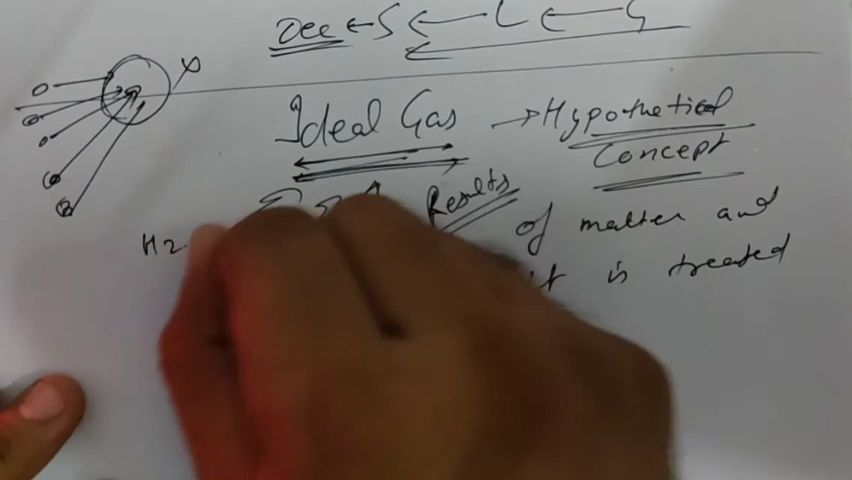 Dec ← S ← L ← G
Ideal Gas → Hypothetical
Concept
Results
of matter and
H2
it is treated